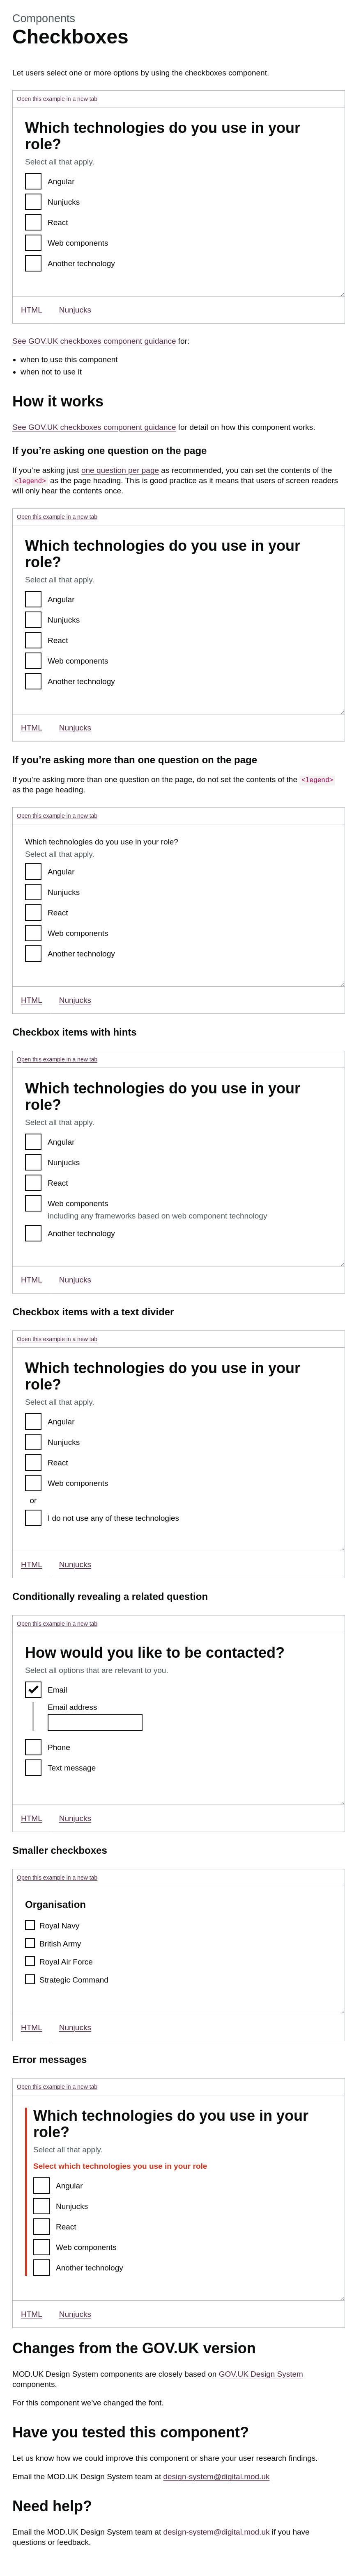 Components
Checkboxes
Let users select one or more options by using the checkboxes component.
Open this example in a new tab
Which technologies do you use in your
role?
Select all that apply.
Angular
Nunjucks
React
Web components
Another technology
HTML Nunjucks
See GOV.UK checkboxes component guidance for:
• when to use this component
• when not to use it
How it works
See GOV.UK checkboxes component guidance for detail on how this component works.
If you’re asking one question on the page
If you’re asking just one question per page as recommended, you can set the contents of the
<legend> as the page heading. This is good practice as it means that users of screen readers
will only hear the contents once.
Open this example in a new tab
Which technologies do you use in your
role?
Select all that apply.
Angular
Nunjucks
React
Web components
Another technology
HTML Nunjucks
If you’re asking more than one question on the page
If you’re asking more than one question on the page, do not set the contents of the <legend>
as the page heading.
Open this example in a new tab
Which technologies do you use in your role?
Select all that apply.
Angular
Nunjucks
React
Web components
Another technology
HTML Nunjucks
Checkbox items with hints
Open this example in a new tab
Which technologies do you use in your
role?
Select all that apply.
Angular
Nunjucks
React
Web components
including any frameworks based on web component technology
Another technology
HTML Nunjucks
Checkbox items with a text divider
Open this example in a new tab
Which technologies do you use in your
role?
Select all that apply.
Angular
Nunjucks
React
Web components
or
I do not use any of these technologies
HTML Nunjucks
Conditionally revealing a related question
Open this example in a new tab
How would you like to be contacted?
Select all options that are relevant to you.
Email
Email address
Phone
Text message
HTML Nunjucks
Smaller checkboxes
Open this example in a new tab
Organisation
Royal Navy
British Army
Royal Air Force
Strategic Command
HTML Nunjucks
Error messages
Open this example in a new tab
Which technologies do you use in your
role?
Select all that apply.
Select which technologies you use in your role
Angular
Nunjucks
React
Web components
Another technology
HTML Nunjucks
Changes from the GOV.UK version
MOD.UK Design System components are closely based on GOV.UK Design System
components.
For this component we’ve changed the font.
Have you tested this component?
Let us know how we could improve this component or share your user research findings.
Email the MOD.UK Design System team at design-system@digital.mod.uk
Need help?
Email the MOD.UK Design System team at design-system@digital.mod.uk if you have
questions or feedback.